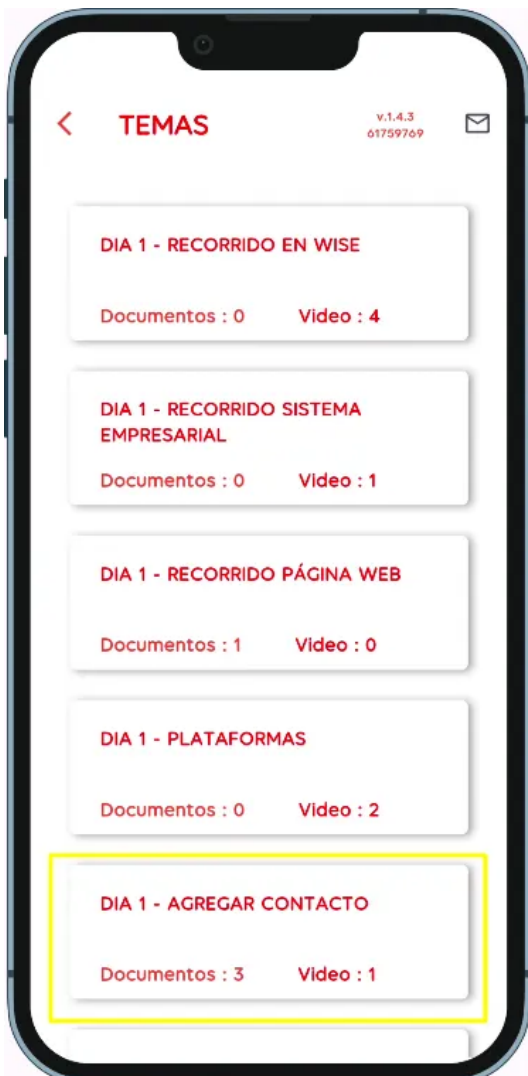 TEMAS
v.1.4.3
61759769
DIA 1 - RECORRIDO EN WISE
Documentos : 0 Video : 4
DIA 1 - RECORRIDO SISTEMA
EMPRESARIAL
Documentos : 0 Video : 1
DIA 1 - RECORRIDO PÁGINA WEB
Documentos : 1 Video : 0
DIA 1 - PLATAFORMAS
Documentos : 0 Video : 2
DIA 1 - AGREGAR CONTACTO
Documentos : 3 Video : 1